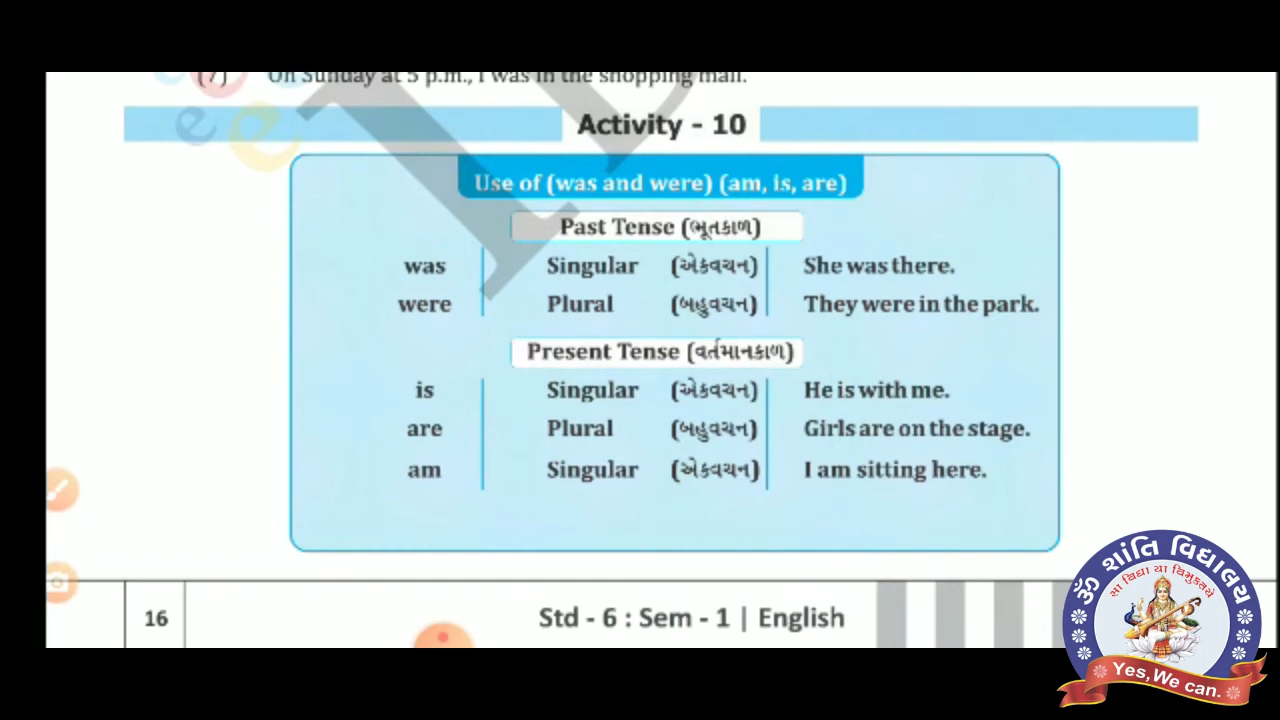 (7) On Sunday at 5 p.m., I was in the shopping mall.
Activity - 10
Use of (was and were) (am, is, are)
Past Tense (ભૂતકાળ)
was Singular (એકવચન) She was there.
were Plural (બહુવચન) They were in the park.
Present Tense (વર્તમાનકાળ)
is Singular (એકવચન) He is with me.
are Plural (બહુવચન) Girls are on the stage.
am Singular (એકવચન) I am sitting here.
16 Std - 6 : Sem - 1 | English
ૐ શાંતિ વિદ્યાલય
સા વિદ્યા યા વિમુક્તયે
Yes, We can.